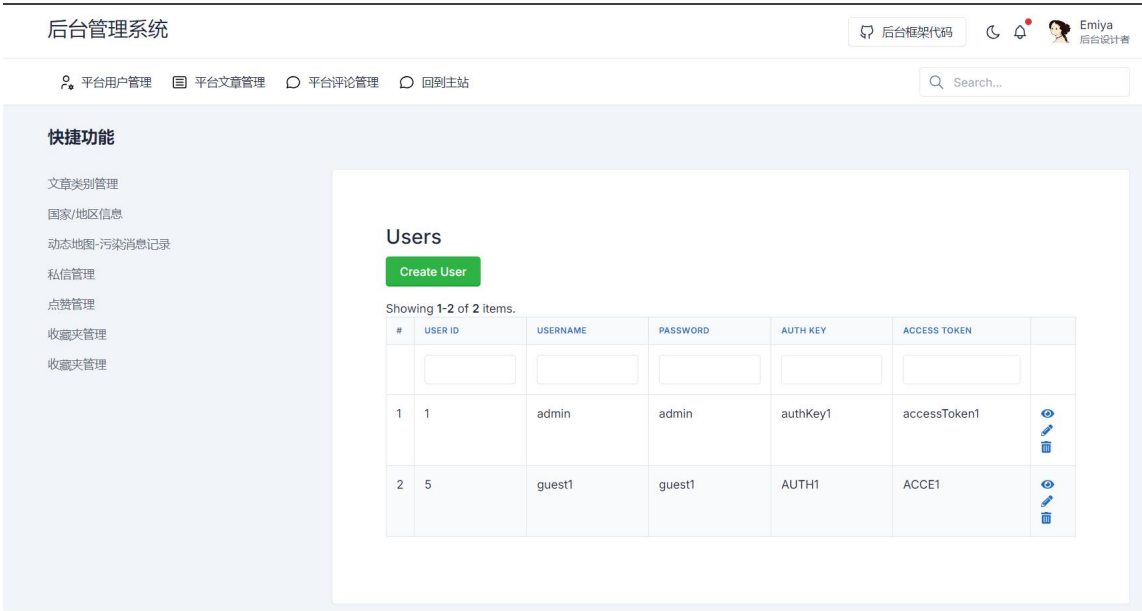 后台管理系统
后台框架代码
Emiya
后台设计者
平台用户管理 平台文章管理 平台评论管理 回到主站
Search...
快捷功能
文章类别管理
国家/地区信息
动态地图-污染消息记录
私信管理
点赞管理
收藏夹管理
收藏夹管理
Users
Create User
Showing 1-2 of 2 items.
# USER ID USERNAME PASSWORD AUTH KEY ACCESS TOKEN
1 1 admin admin authKey1 accessToken1
2 5 guest1 guest1 AUTH1 ACCE1